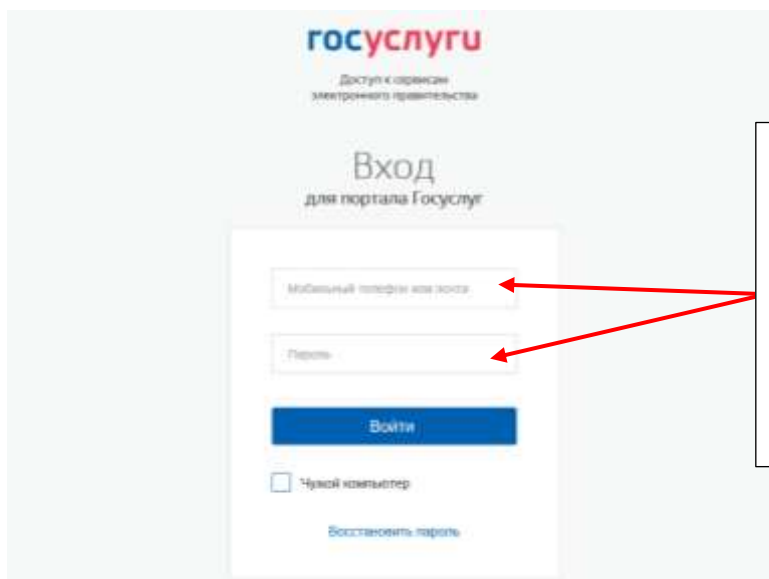 госуслуги
Доступ к сервисам
электронного правительства
Вход
для портала Госуслуг
Мобильный телефон или почта
Пароль
Войти
Чужой компьютер
Восстановить пароль